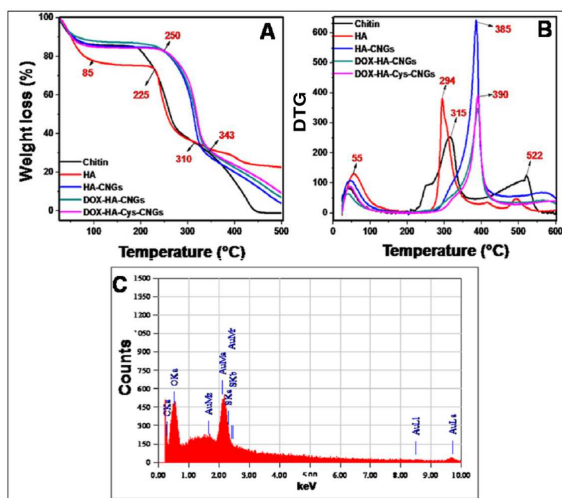 A
Weight loss (%)
100
80
60
40
20
0
250
85
225
310
343
Chitin
HA
HA-CNGs
DOX-HA-CNGs
DOX-HA-Cys-CNGs
0 100 200 300 400 500
Temperature (°C)
B
DTG
600
500
400
300
200
100
0
Chitin
HA
HA-CNGs
DOX-HA-CNGs
DOX-HA-Cys-CNGs
385
294
315
390
522
55
0 100 200 300 400 500 600
Temperature (°C)
C
Counts
1500
1350
1200
1050
900
750
600
450
300
150
0
CKa
OKa
AuMz
AuMa
SKa
SKb
AuMr
AuLl
AuLa
0.00 1.00 2.00 3.00 4.00 5.00 6.00 7.00 8.00 9.00 10.00
keV